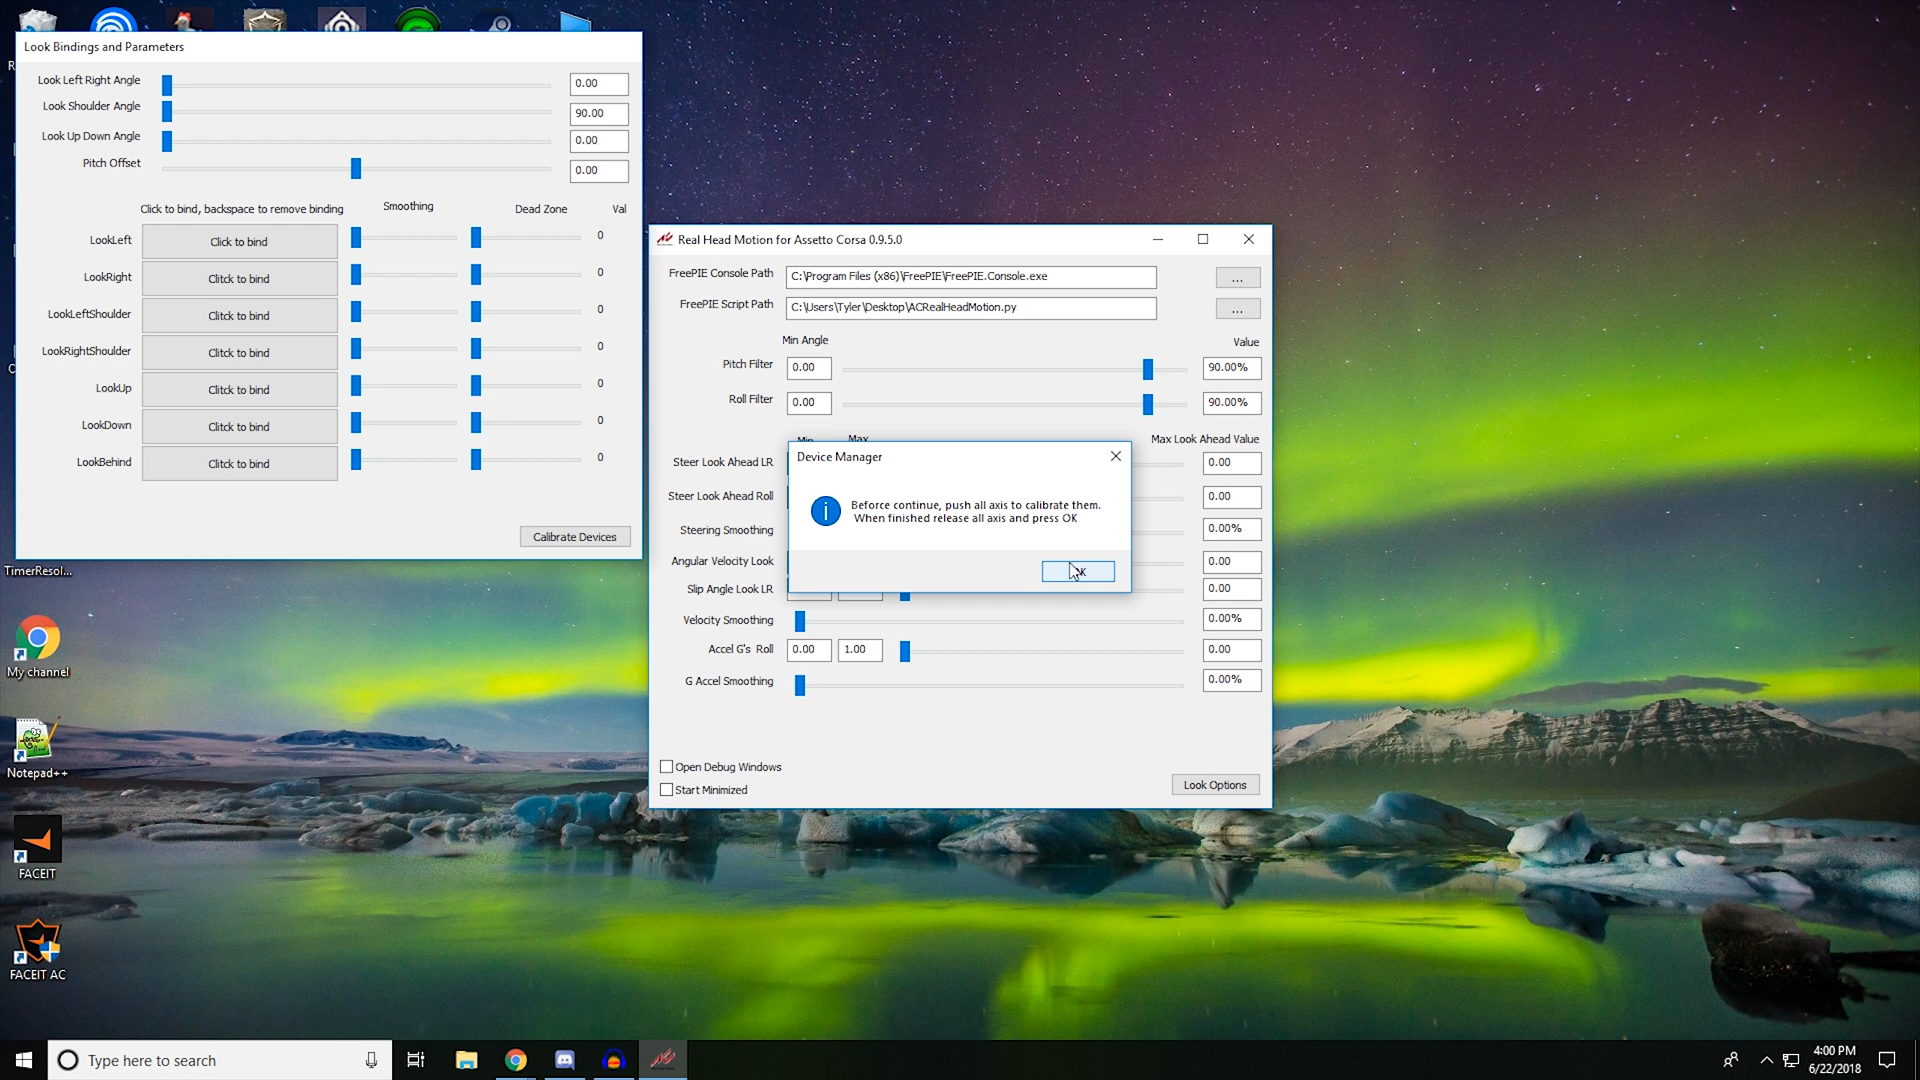 Look Bindings and Parameters
Look Left Right Angle
0.00
Look Shoulder Angle
90.00
Look Up Down Angle
0.00
Pitch Offset
0.00
Click to bind, backspace to remove binding
Smoothing
Dead Zone
Val
LookLeft
Click to bind
0
LookRight
Clitck to bind
0
LookLeftShoulder
Clitck to bind
0
LookRightShoulder
Clitck to bind
0
LookUp
Clitck to bind
0
LookDown
Clitck to bind
0
LookBehind
Clitck to bind
0
Calibrate Devices
Real Head Motion for Assetto Corsa 0.9.5.0
FreePIE Console Path
C:\Program Files (x86)\FreePIE\FreePIE.Console.exe
...
FreePIE Script Path
C:\Users\Tyler\Desktop\ACRealHeadMotion.py
...
Min Angle
Value
Pitch Filter
0.00
90.00%
Roll Filter
0.00
90.00%
Min
Max
Max Look Ahead Value
Steer Look Ahead LR
0.00
Steer Look Ahead Roll
0.00
Steering Smoothing
0.00%
Angular Velocity Look
0.00
Slip Angle Look LR
0.00
Velocity Smoothing
0.00%
Accel G's Roll
0.00
1.00
0.00
G Accel Smoothing
0.00%
Open Debug Windows
Start Minimized
Look Options
Device Manager
Beforce continue, push all axis to calibrate them.
When finished release all axis and press OK
TimerResol...
My channel
Notepad++
FACEIT
FACEIT AC
Type here to search
4:00 PM
6/22/2018